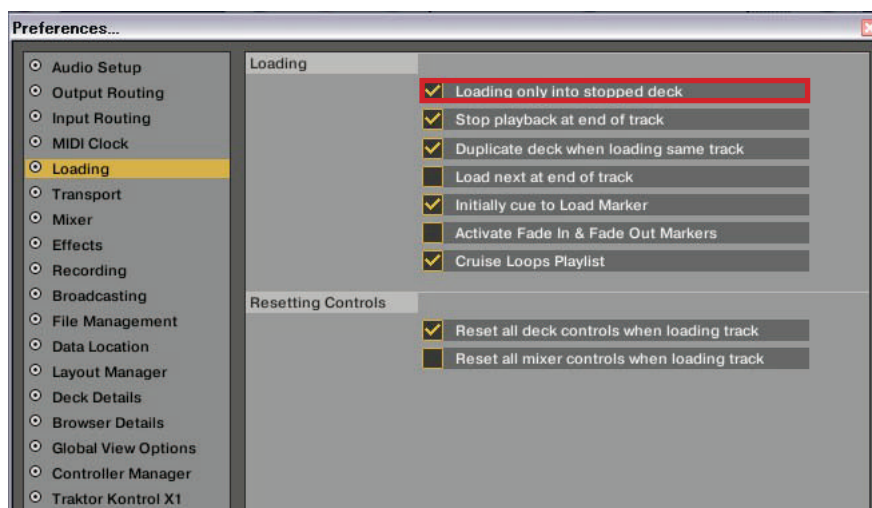 Preferences...
Audio Setup
Output Routing
Input Routing
MIDI Clock
Loading
Transport
Mixer
Effects
Recording
Broadcasting
File Management
Data Location
Layout Manager
Deck Details
Browser Details
Global View Options
Controller Manager
Traktor Kontrol X1
Loading
Loading only into stopped deck
Stop playback at end of track
Duplicate deck when loading same track
Load next at end of track
Initially cue to Load Marker
Activate Fade In & Fade Out Markers
Cruise Loops Playlist
Resetting Controls
Reset all deck controls when loading track
Reset all mixer controls when loading track